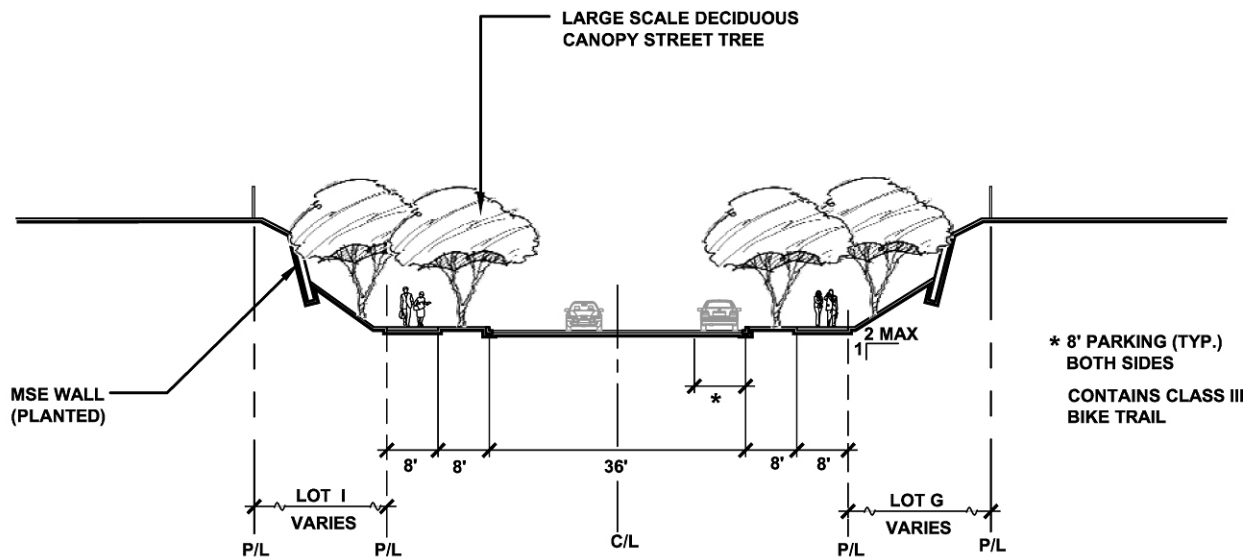 LARGE SCALE DECIDUOUS
CANOPY STREET TREE
MSE WALL
(PLANTED)
2 MAX
1
* 8' PARKING (TYP.)
BOTH SIDES
CONTAINS CLASS III
BIKE TRAIL
*
8'
8'
36'
8'
8'
LOT I
VARIES
LOT G
VARIES
P/L
P/L
C/L
P/L
P/L